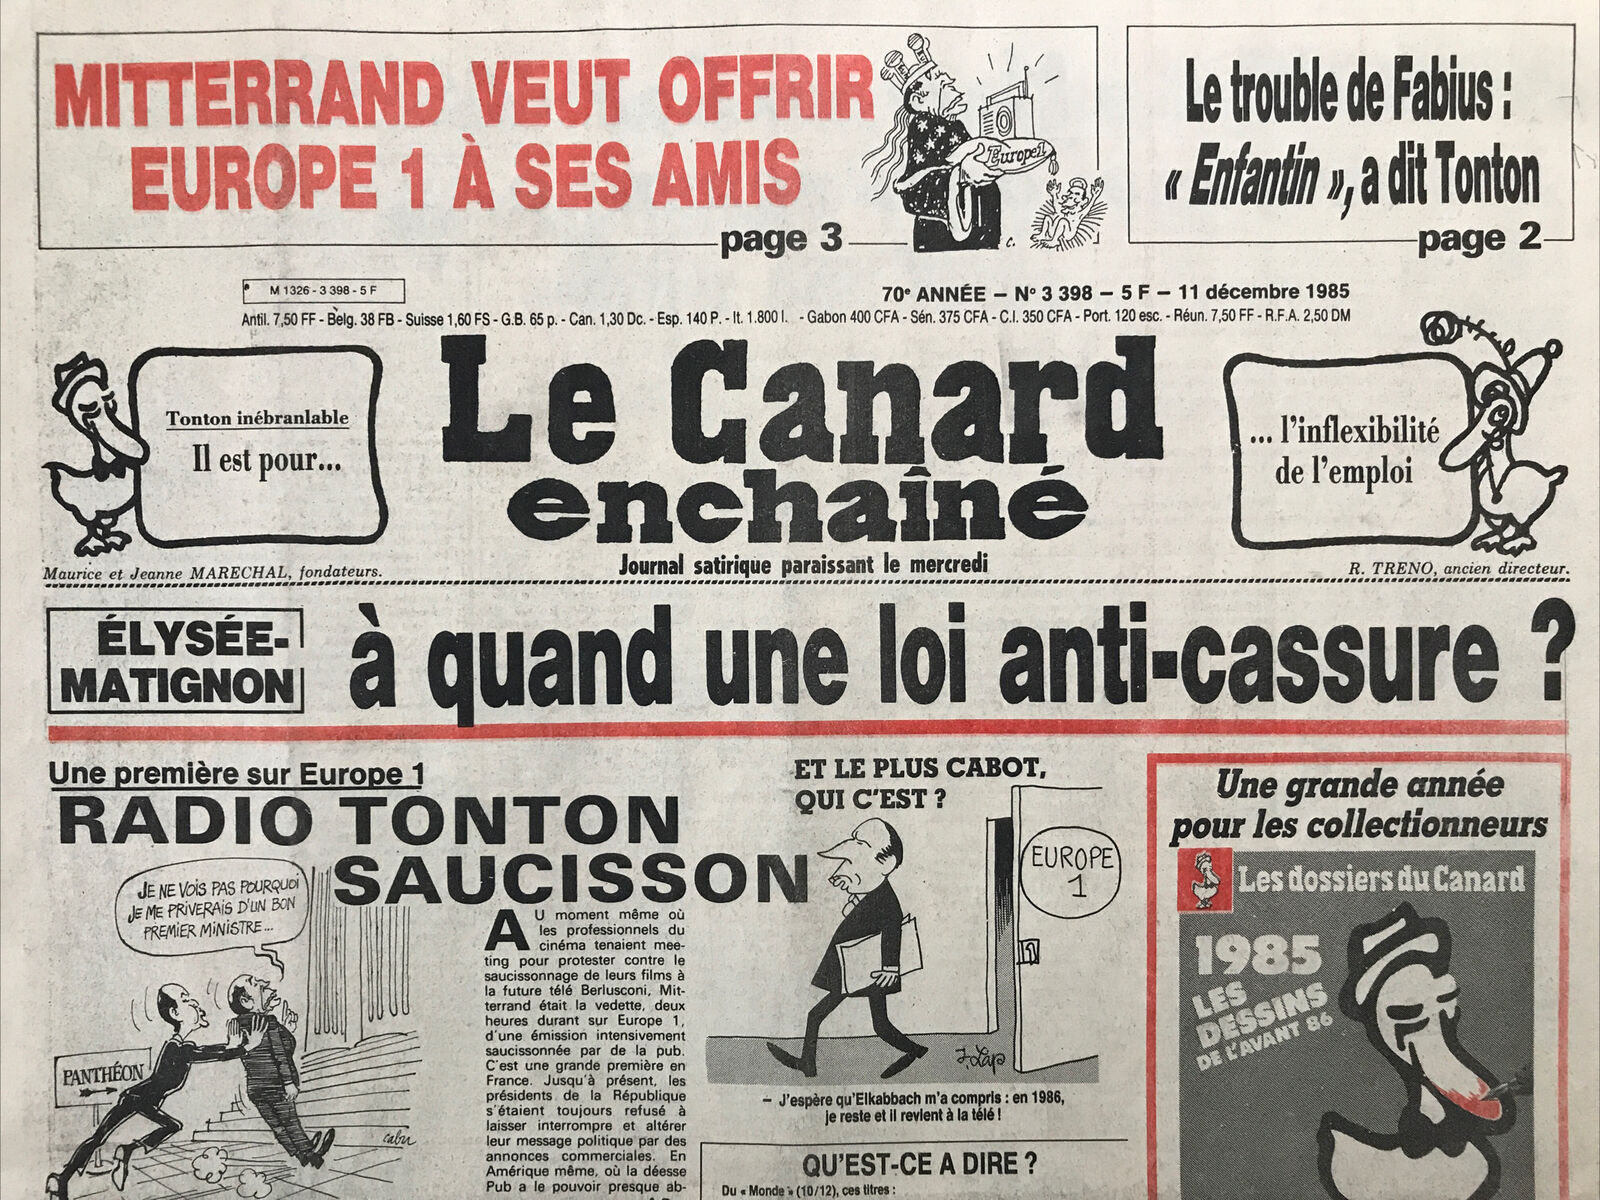 MITTERRAND VEUT OFFRIR
EUROPE 1 À SES AMIS
page 3
Europe1
C.
Le trouble de Fabius :
« Enfantin », a dit Tonton
page 2
M 1326 - 3 398 - 5 F
70e ANNÉE – No 3 398 – 5 F – 11 décembre 1985
Antil. 7,50 FF - Bèlg. 38 FB - Suisse 1,60 FS - G.B. 65 p. - Can. 1,30 Dc. - Esp. 140 P. - It. 1.800 l. - Gabon 400 CFA - Sén. 375 CFA - C.I. 350 CFA - Port. 120 esc. - Réun. 7,50 FF - R.F.A. 2,50 DM
Tonton inébranlable
Il est pour...
Le Canard
enchaîné
... l'inflexibilité
de l'emploi
Journal satirique paraissant le mercredi
Maurice et Jeanne MARECHAL, fondateurs.
R. TRENO, ancien directeur.
ÉLYSÉE-
MATIGNON
à quand une loi anti-cassure ?
Une première sur Europe 1
RADIO TONTON
SAUCISSON
JE NE VOIS PAS POURQUOI
JE ME PRIVERAIS D'UN BON
PREMIER MINISTRE...
PANTHÉON
cabu
AU moment même où
les professionnels du
cinéma tenaient mee-
ting pour protester contre le
saucissonnage de leurs films à
la future télé Berlusconi, Mit-
terrand était la vedette, deux
heures durant sur Europe 1,
d'une émission intensivement
saucissonnée par de la pub.
C'est une grande première en
France. Jusqu'à présent, les
présidents de la République
s'étaient toujours refusé à
laisser interrompre et altérer
leur message politique par des
annonces commerciales. En
Amérique même, où la déesse
Pub a le pouvoir presque ab-
ET LE PLUS CABOT,
QUI C'EST ?
EUROPE
1
J. Lap
– J'espère qu'Elkabbach m'a compris : en 1986,
je reste et il revient à la télé !
QU'EST-CE A DIRE ?
Du « Monde » (10/12), ces titres :
Une grande année
pour les collectionneurs
Les dossiers du Canard
1985
LES
DESSINS
DE L'AVANT 86